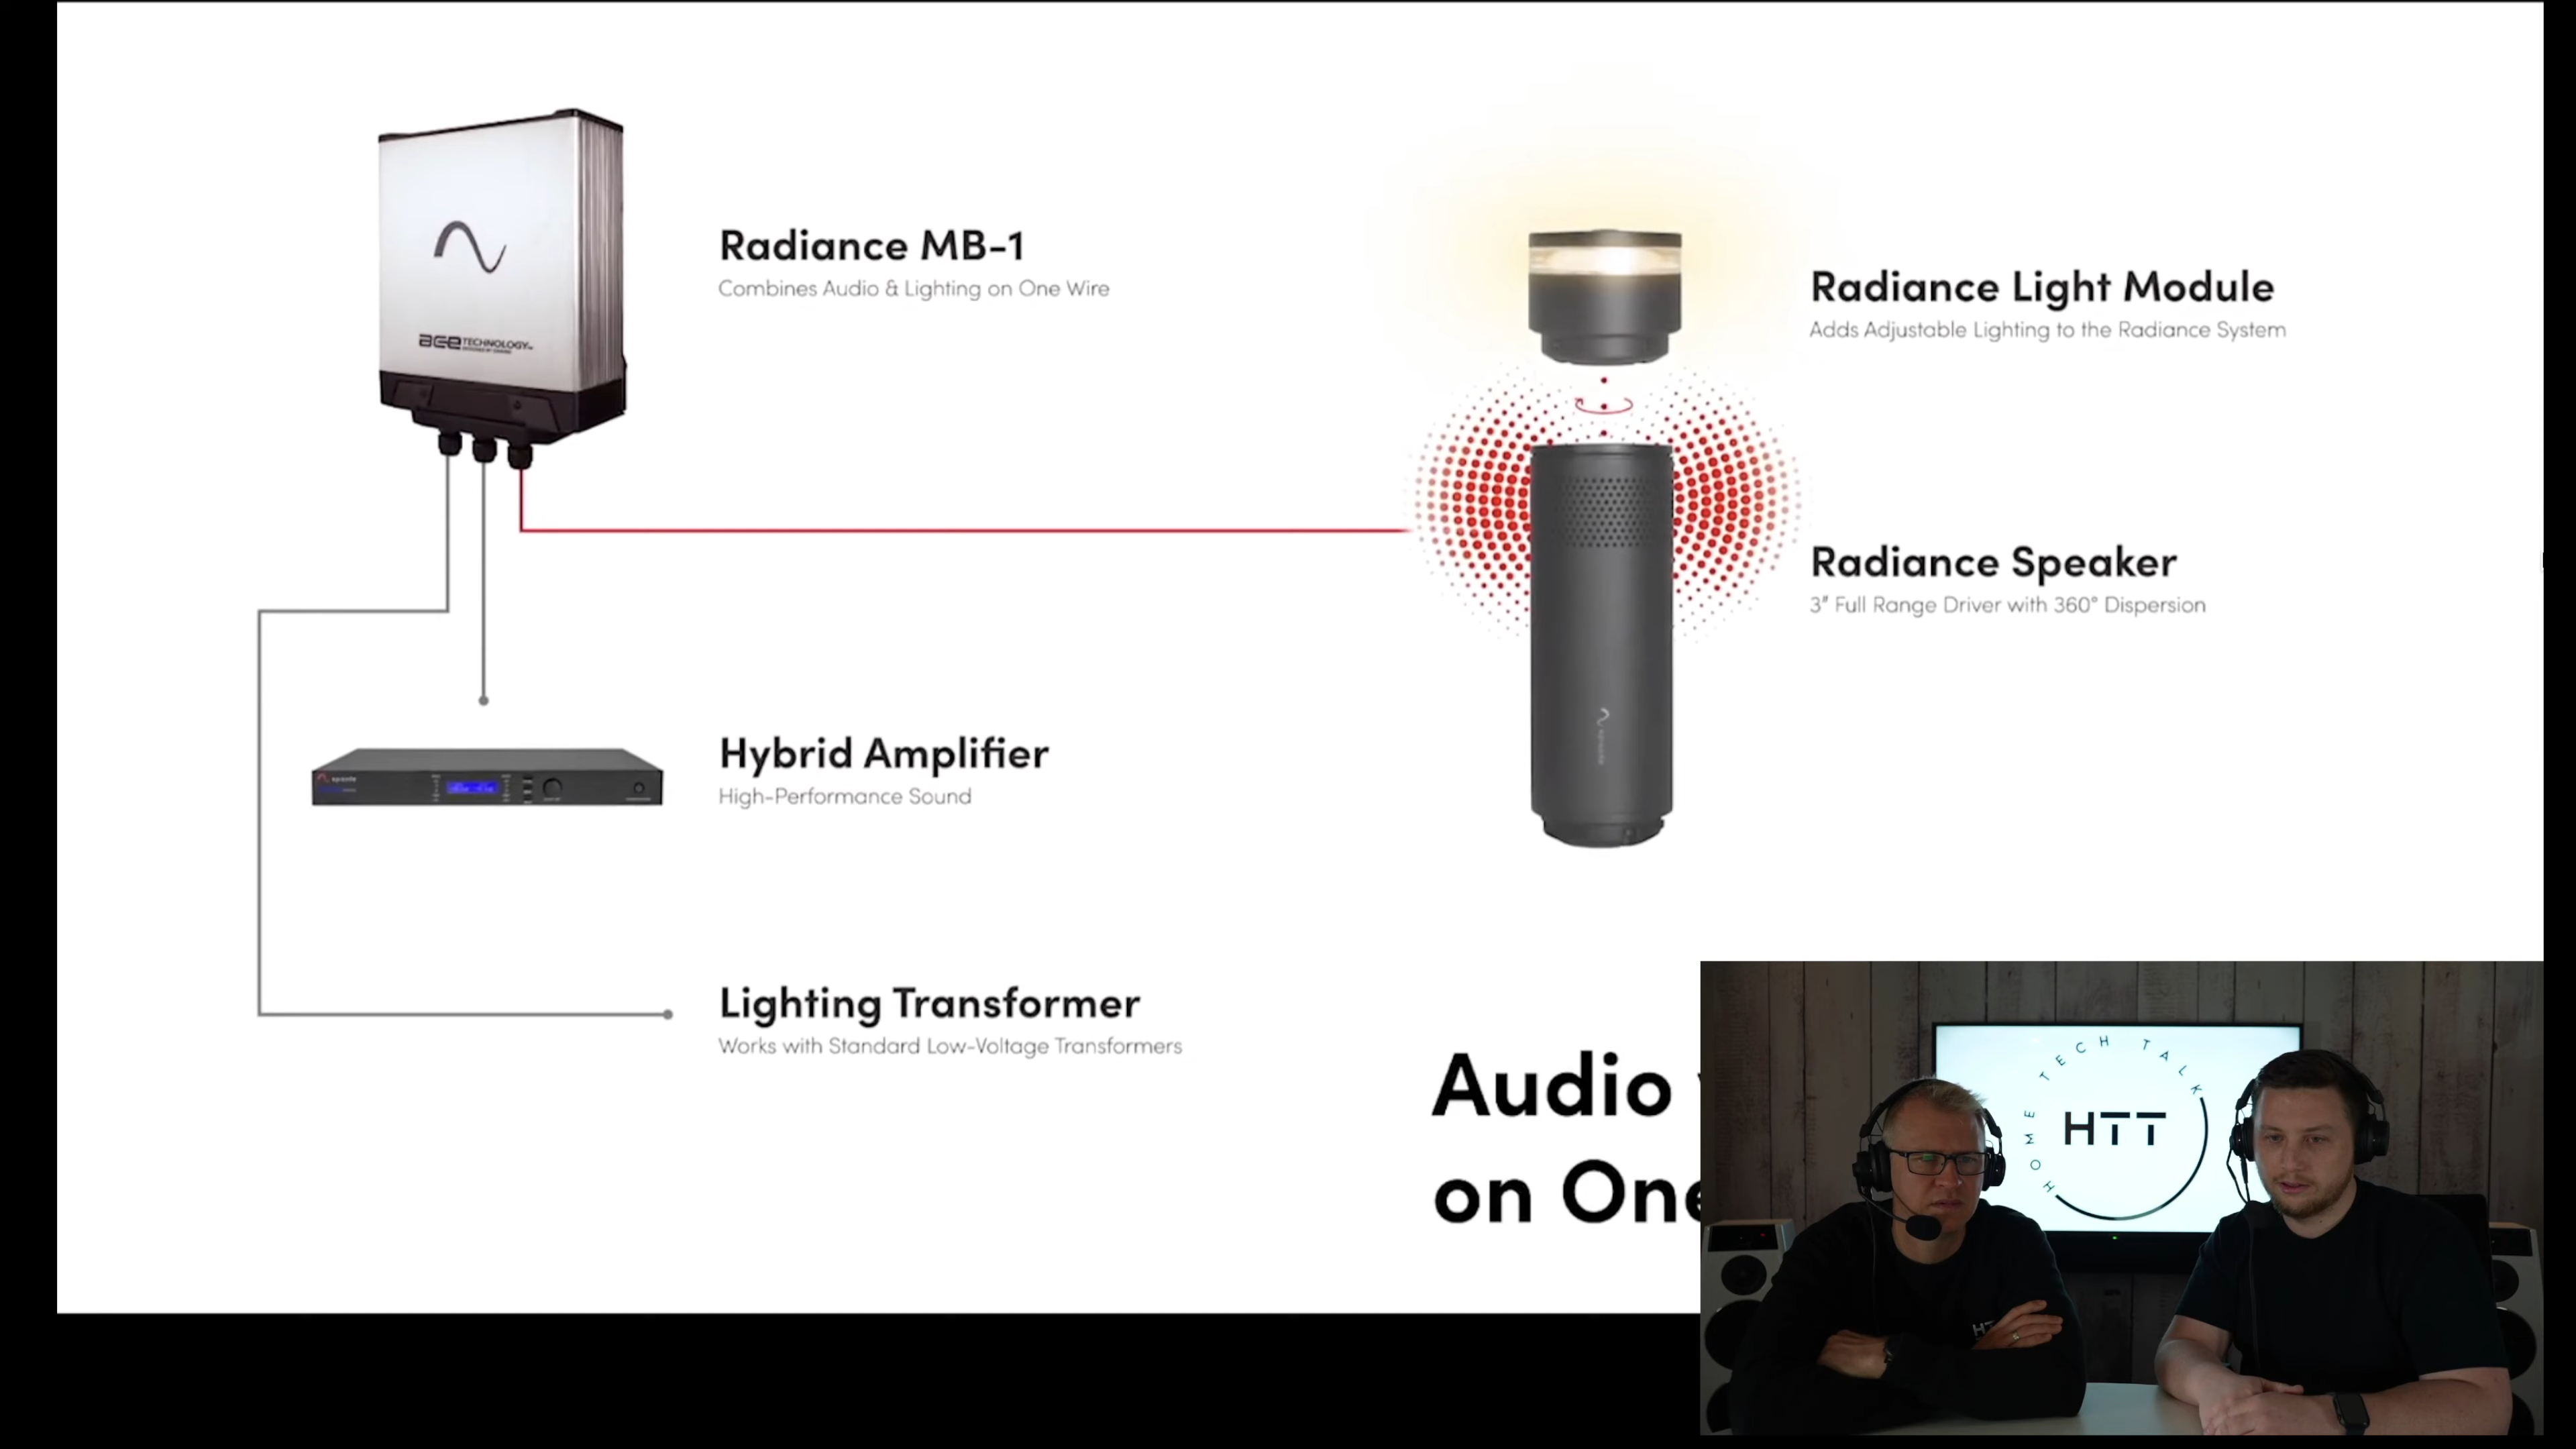 Radiance MB-1
Combines Audio & Lighting on One Wire
ace TECHNOLOGY
Radiance Light Module
Adds Adjustable Lighting to the Radiance System
Radiance Speaker
3" Full Range Driver with 360° Dispersion
Hybrid Amplifier
High-Performance Sound
Lighting Transformer
Works with Standard Low-Voltage Transformers
Audio
on One
HOME TECH TALK
HTT